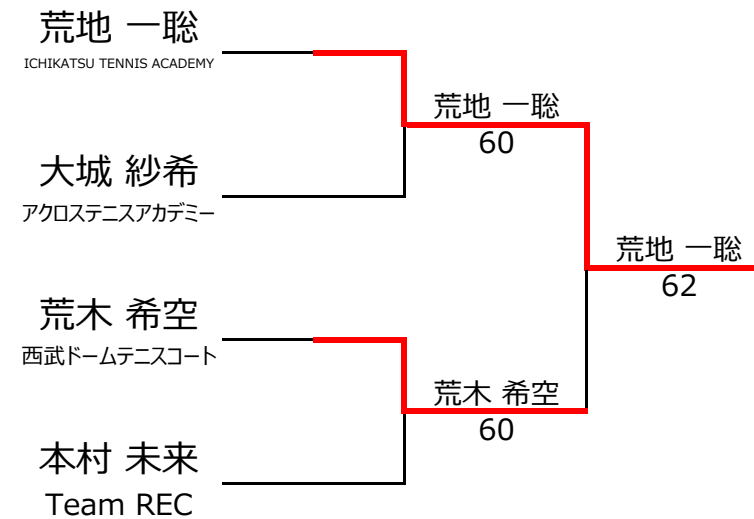 荒地 一聡
ICHIKATSU TENNIS ACADEMY
荒地 一聡
60
大城 紗希
アクロステニスアカデミー
荒地 一聡
62
荒木 希空
西武ドームテニスコート
荒木 希空
60
本村 未来
Team REC